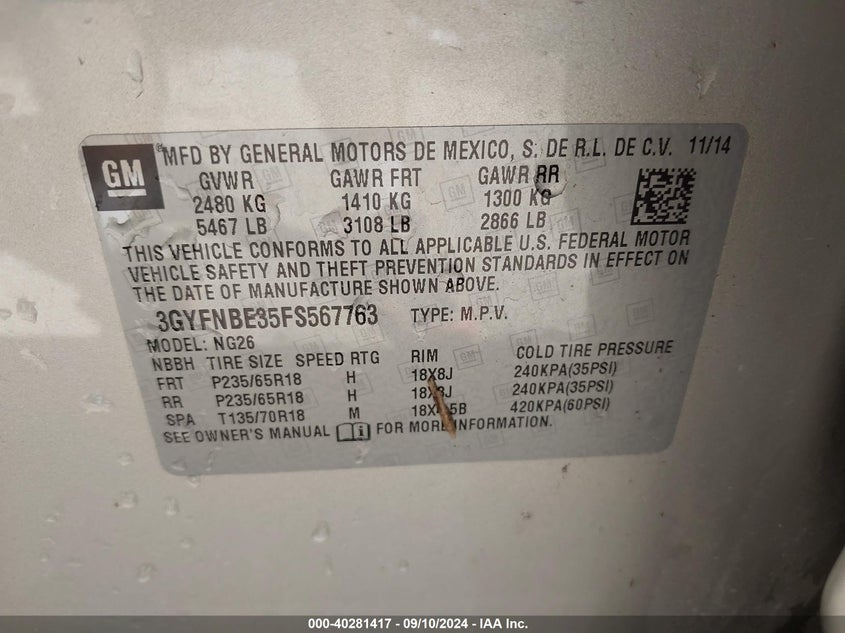 GM ® MFD BY GENERAL MOTORS DE MEXICO, S. DE R.L. DE C.V. 11/14
GVWR GAWR FRT GAWR RR
2480 KG 1410 KG 1300 KG
5467 LB 3108 LB 2866 LB
THIS VEHICLE CONFORMS TO ALL APPLICABLE U.S. FEDERAL MOTOR
VEHICLE SAFETY AND THEFT PREVENTION STANDARDS IN EFFECT ON
THE DATE OF MANUFACTURE SHOWN ABOVE.
3GYFNBE35FS567763 TYPE: M.P.V.
MODEL: NG26
NBBH TIRE SIZE SPEED RTG RIM COLD TIRE PRESSURE
FRT P235/65R18 H 18X8J 240KPA(35PSI)
RR P235/65R18 H 240KPA(35PSI)
SPA T135/70R18 M 420KPA(60PSI)
SEE OWNER'S MANUAL FOR MORE INFORMATION.
000-40281417 - 09/10/2024 - IAA Inc.